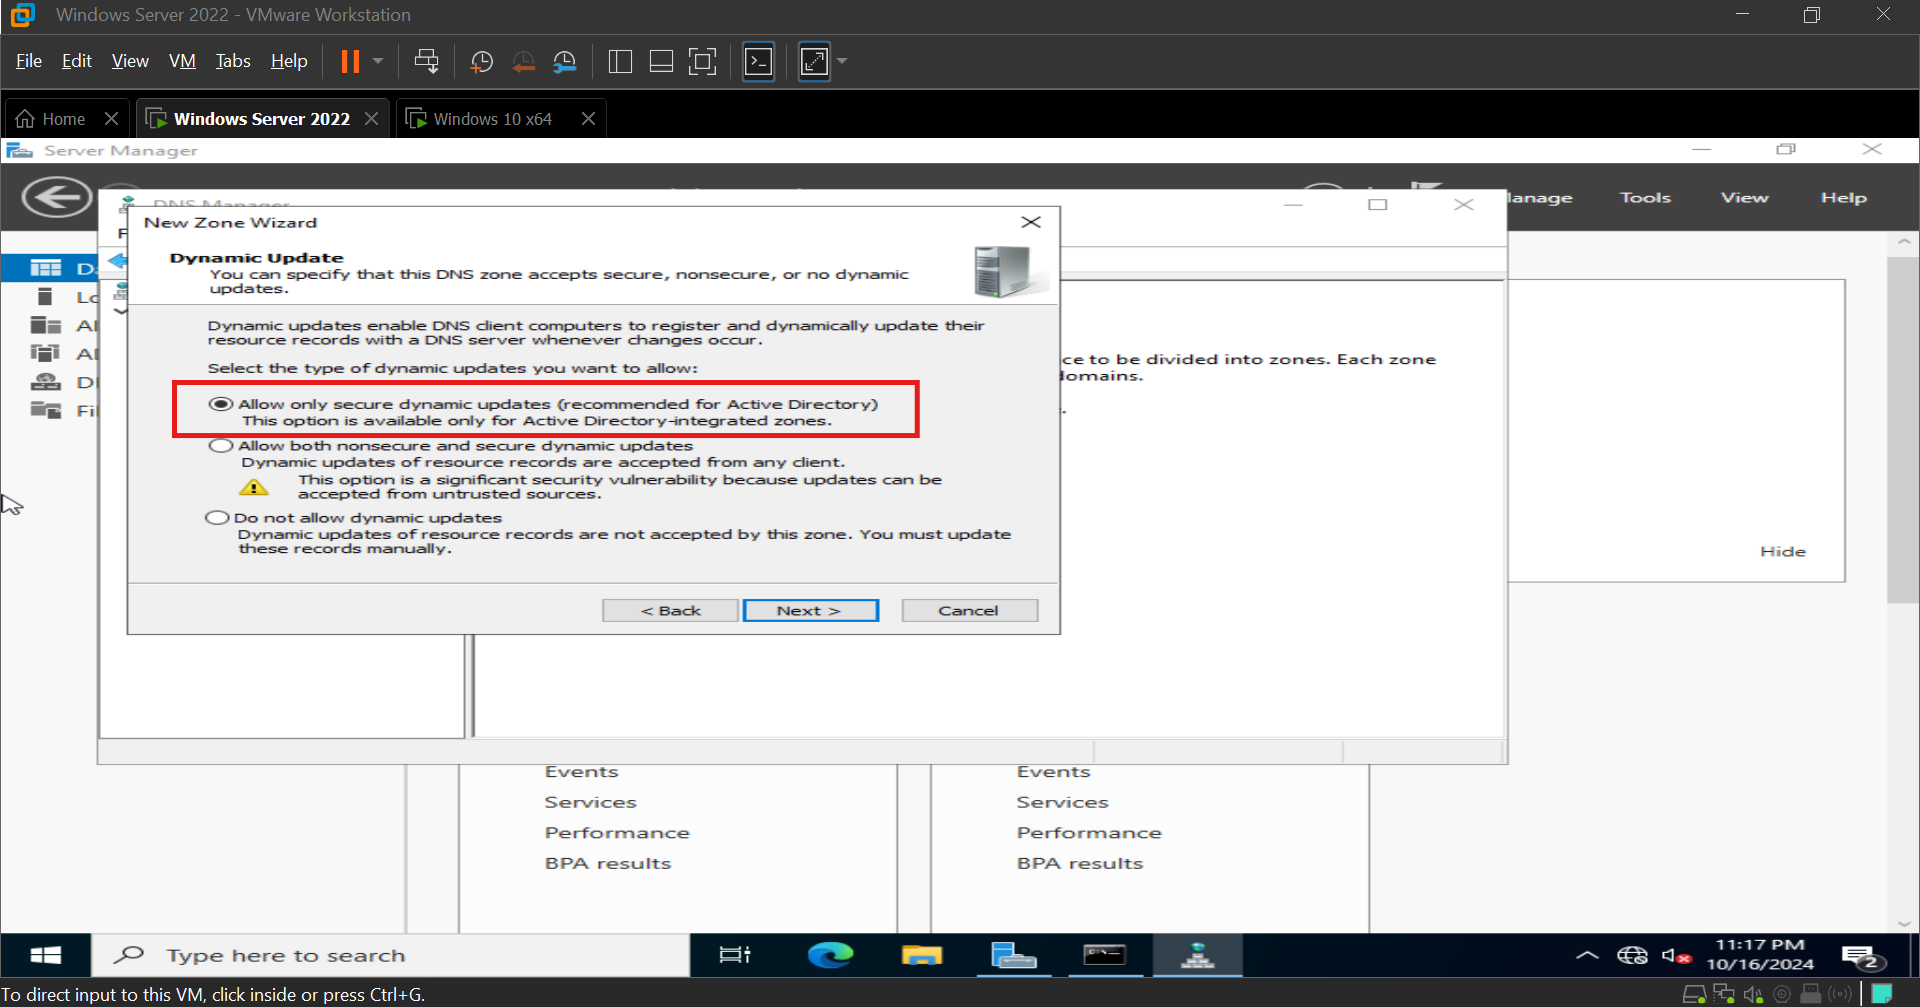 Windows Server 2022 - VMware Workstation
File Edit View VM Tabs Help
Home Windows Server 2022 Windows 10 x64
Server Manager
Tools View Help
DNS Manager
New Zone Wizard
Dynamic Update
You can specify that this DNS zone accepts secure, nonsecure, or no dynamic
updates.
Dynamic updates enable DNS client computers to register and dynamically update their
resource records with a DNS server whenever changes occur.
Select the type of dynamic updates you want to allow:
Allow only secure dynamic updates (recommended for Active Directory)
This option is available only for Active Directory-integrated zones.
Allow both nonsecure and secure dynamic updates
Dynamic updates of resource records are accepted from any client.
This option is a significant security vulnerability because updates can be
accepted from untrusted sources.
Do not allow dynamic updates
Dynamic updates of resource records are not accepted by this zone. You must update
these records manually.
< Back Next > Cancel
to be divided into zones. Each zone
Hide
Events
Services
Performance
BPA results
Events
Services
Performance
BPA results
Type here to search
11:17 PM
10/16/2024
2
To direct input to this VM, click inside or press Ctrl+G.